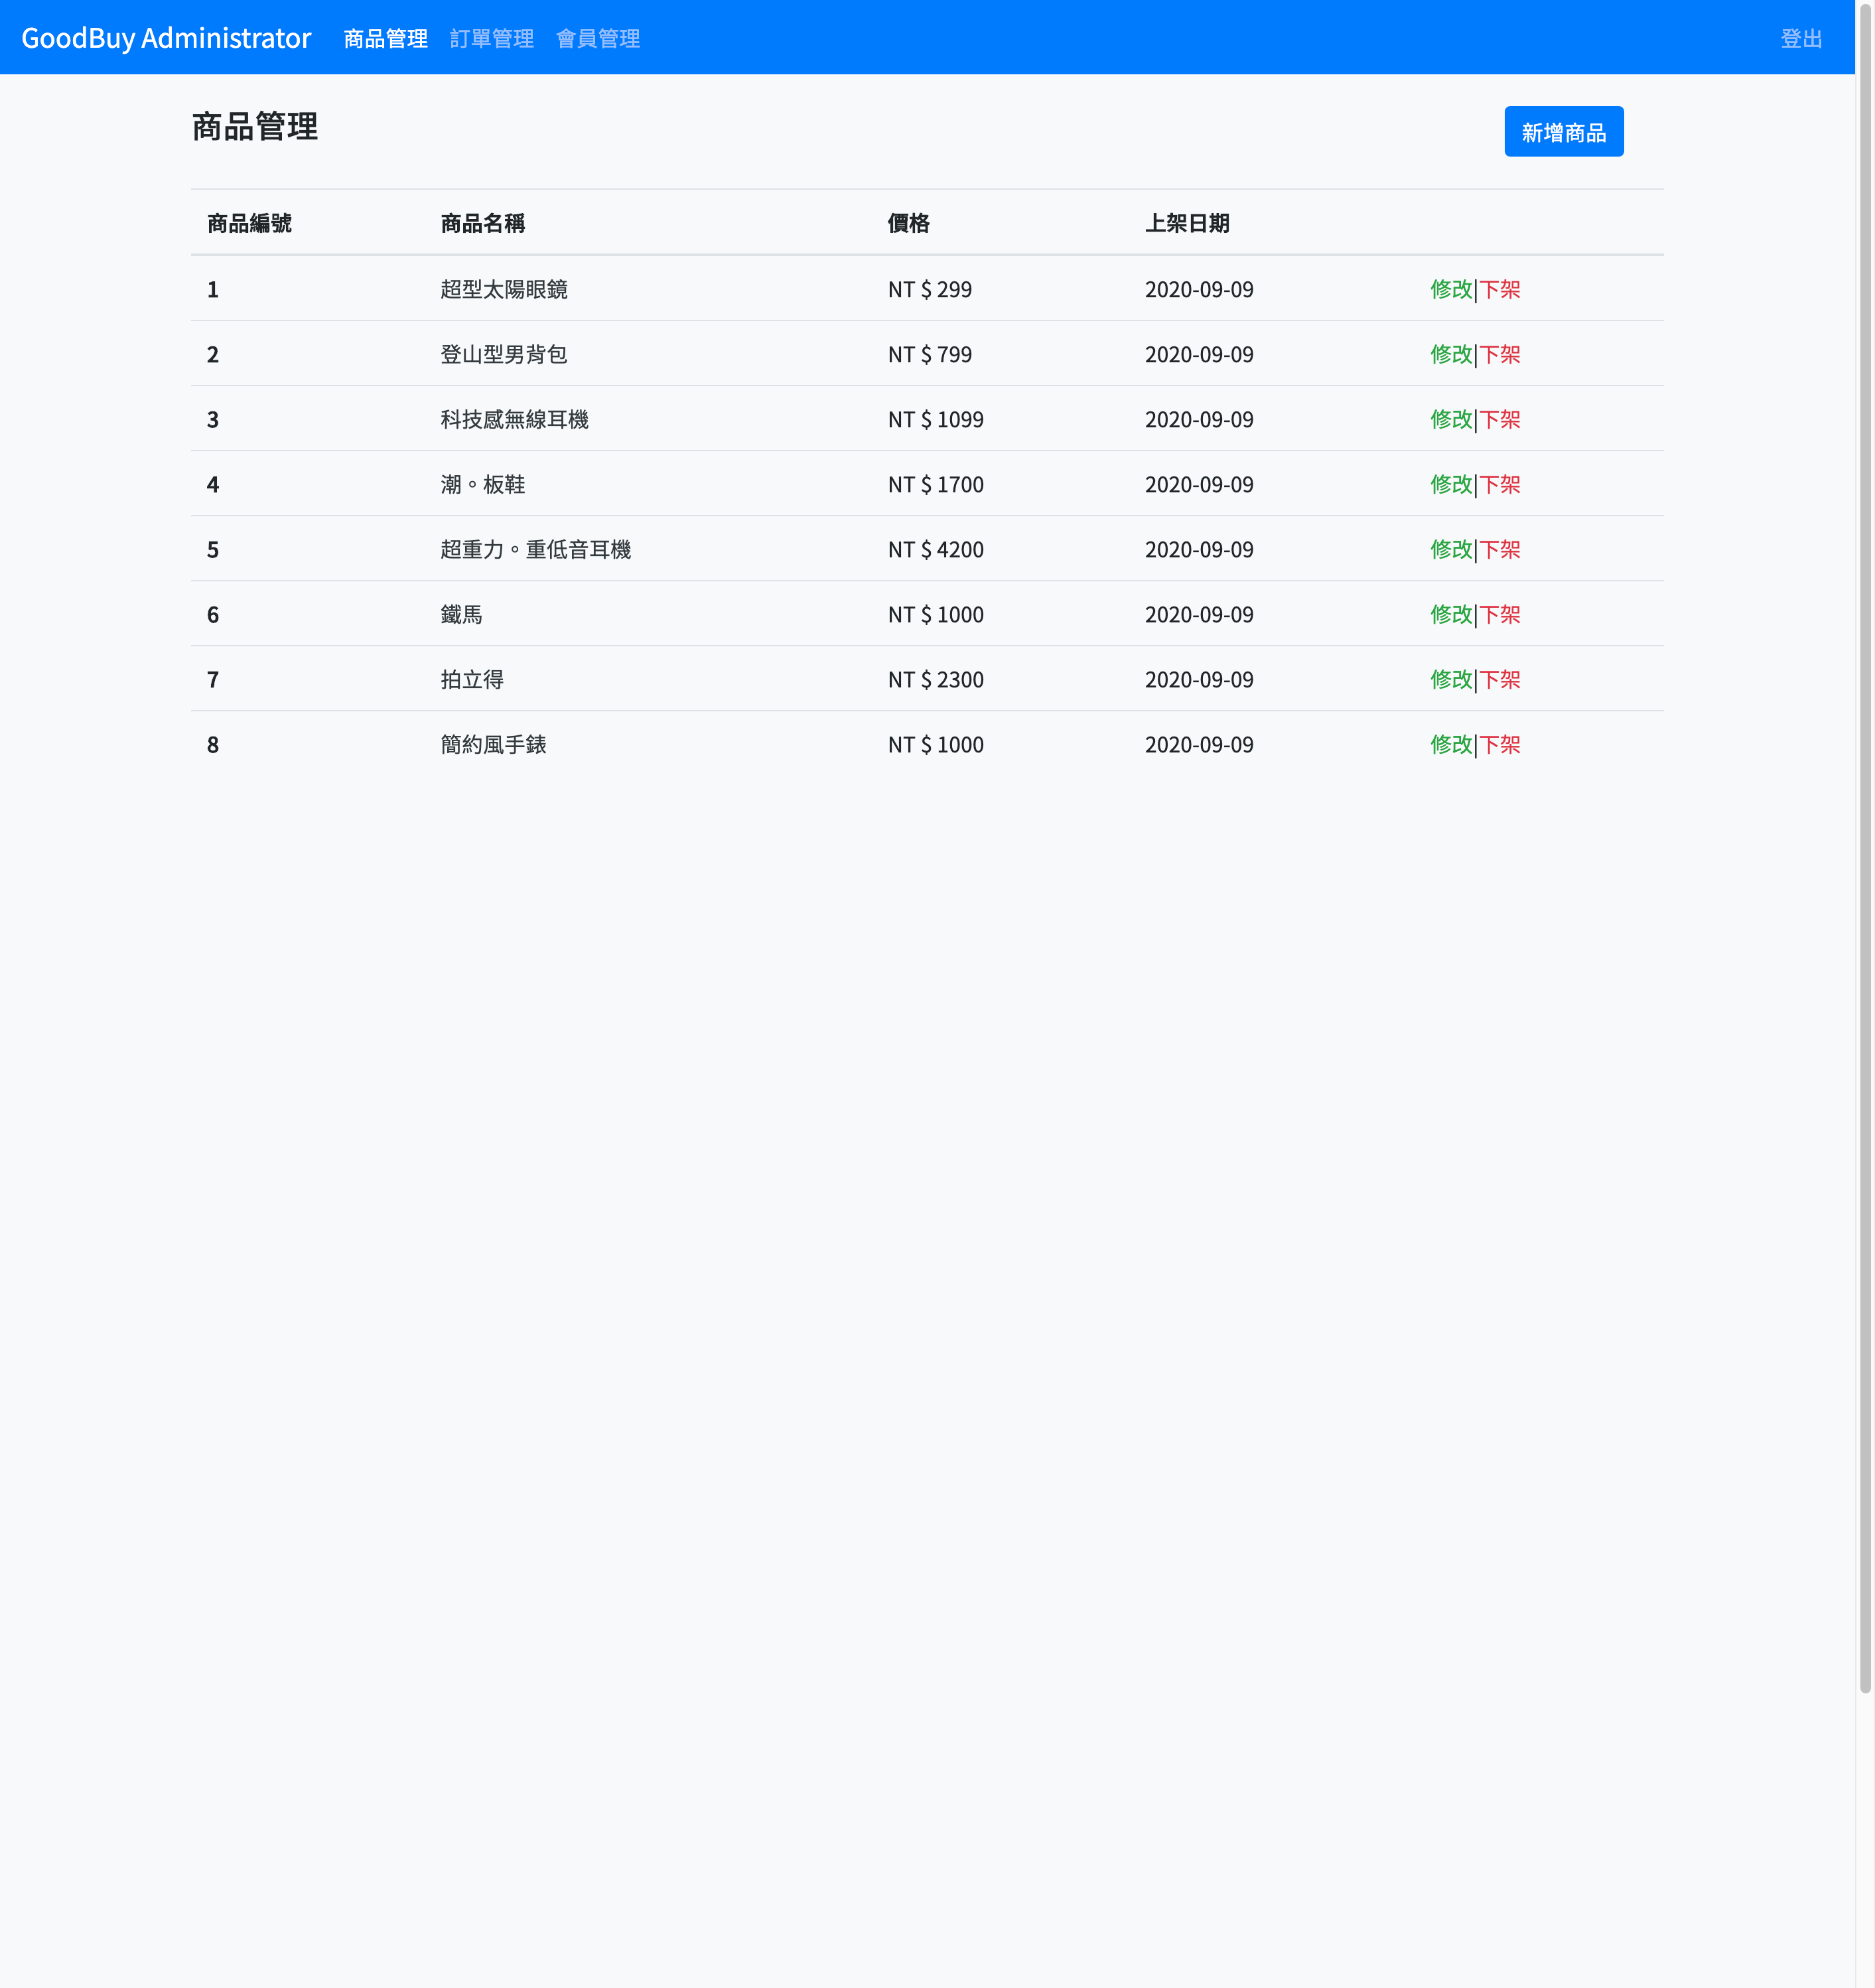 GoodBuy Administrator 商品管理 訂單管理 會員管理 登出
商品管理 新增商品
商品編號 商品名稱 價格 上架日期
1 超型太陽眼鏡 NT $ 299 2020-09-09 修改|下架
2 登山型男背包 NT $ 799 2020-09-09 修改|下架
3 科技感無線耳機 NT $ 1099 2020-09-09 修改|下架
4 潮。板鞋 NT $ 1700 2020-09-09 修改|下架
5 超重力。重低音耳機 NT $ 4200 2020-09-09 修改|下架
6 鐵馬 NT $ 1000 2020-09-09 修改|下架
7 拍立得 NT $ 2300 2020-09-09 修改|下架
8 簡約風手錶 NT $ 1000 2020-09-09 修改|下架